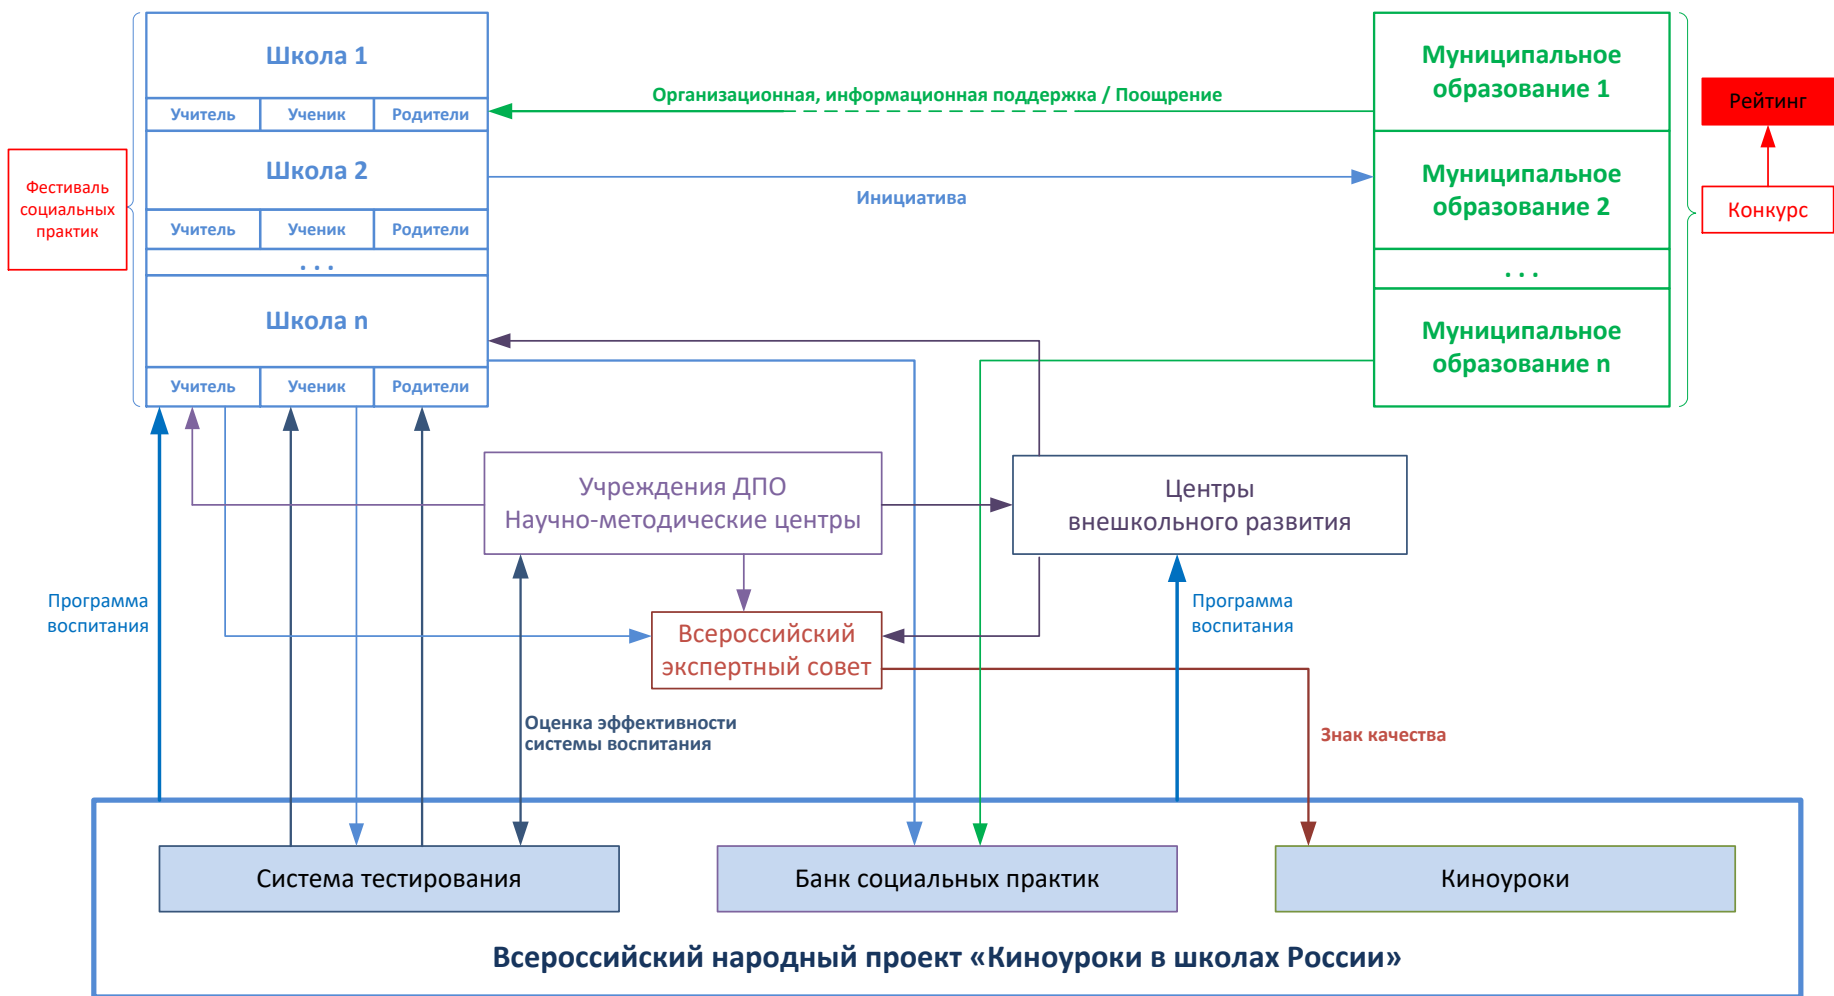 Школа 1
Учитель
Ученик
Родители
Школа 2
Учитель
Ученик
Родители
. . .
Школа n
Учитель
Ученик
Родители
Фестиваль
социальных
практик
Организационная, информационная поддержка / Поощрение
Инициатива
Муниципальное
образование 1
Муниципальное
образование 2
. . .
Муниципальное
образование n
Рейтинг
Конкурс
Учреждения ДПО
Научно-методические центры
Центры
внешкольного развития
Программа
воспитания
Всероссийский
экспертный совет
Программа
воспитания
Оценка эффективности
системы воспитания
Знак качества
Система тестирования
Банк социальных практик
Киноуроки
Всероссийский народный проект «Киноуроки в школах России»